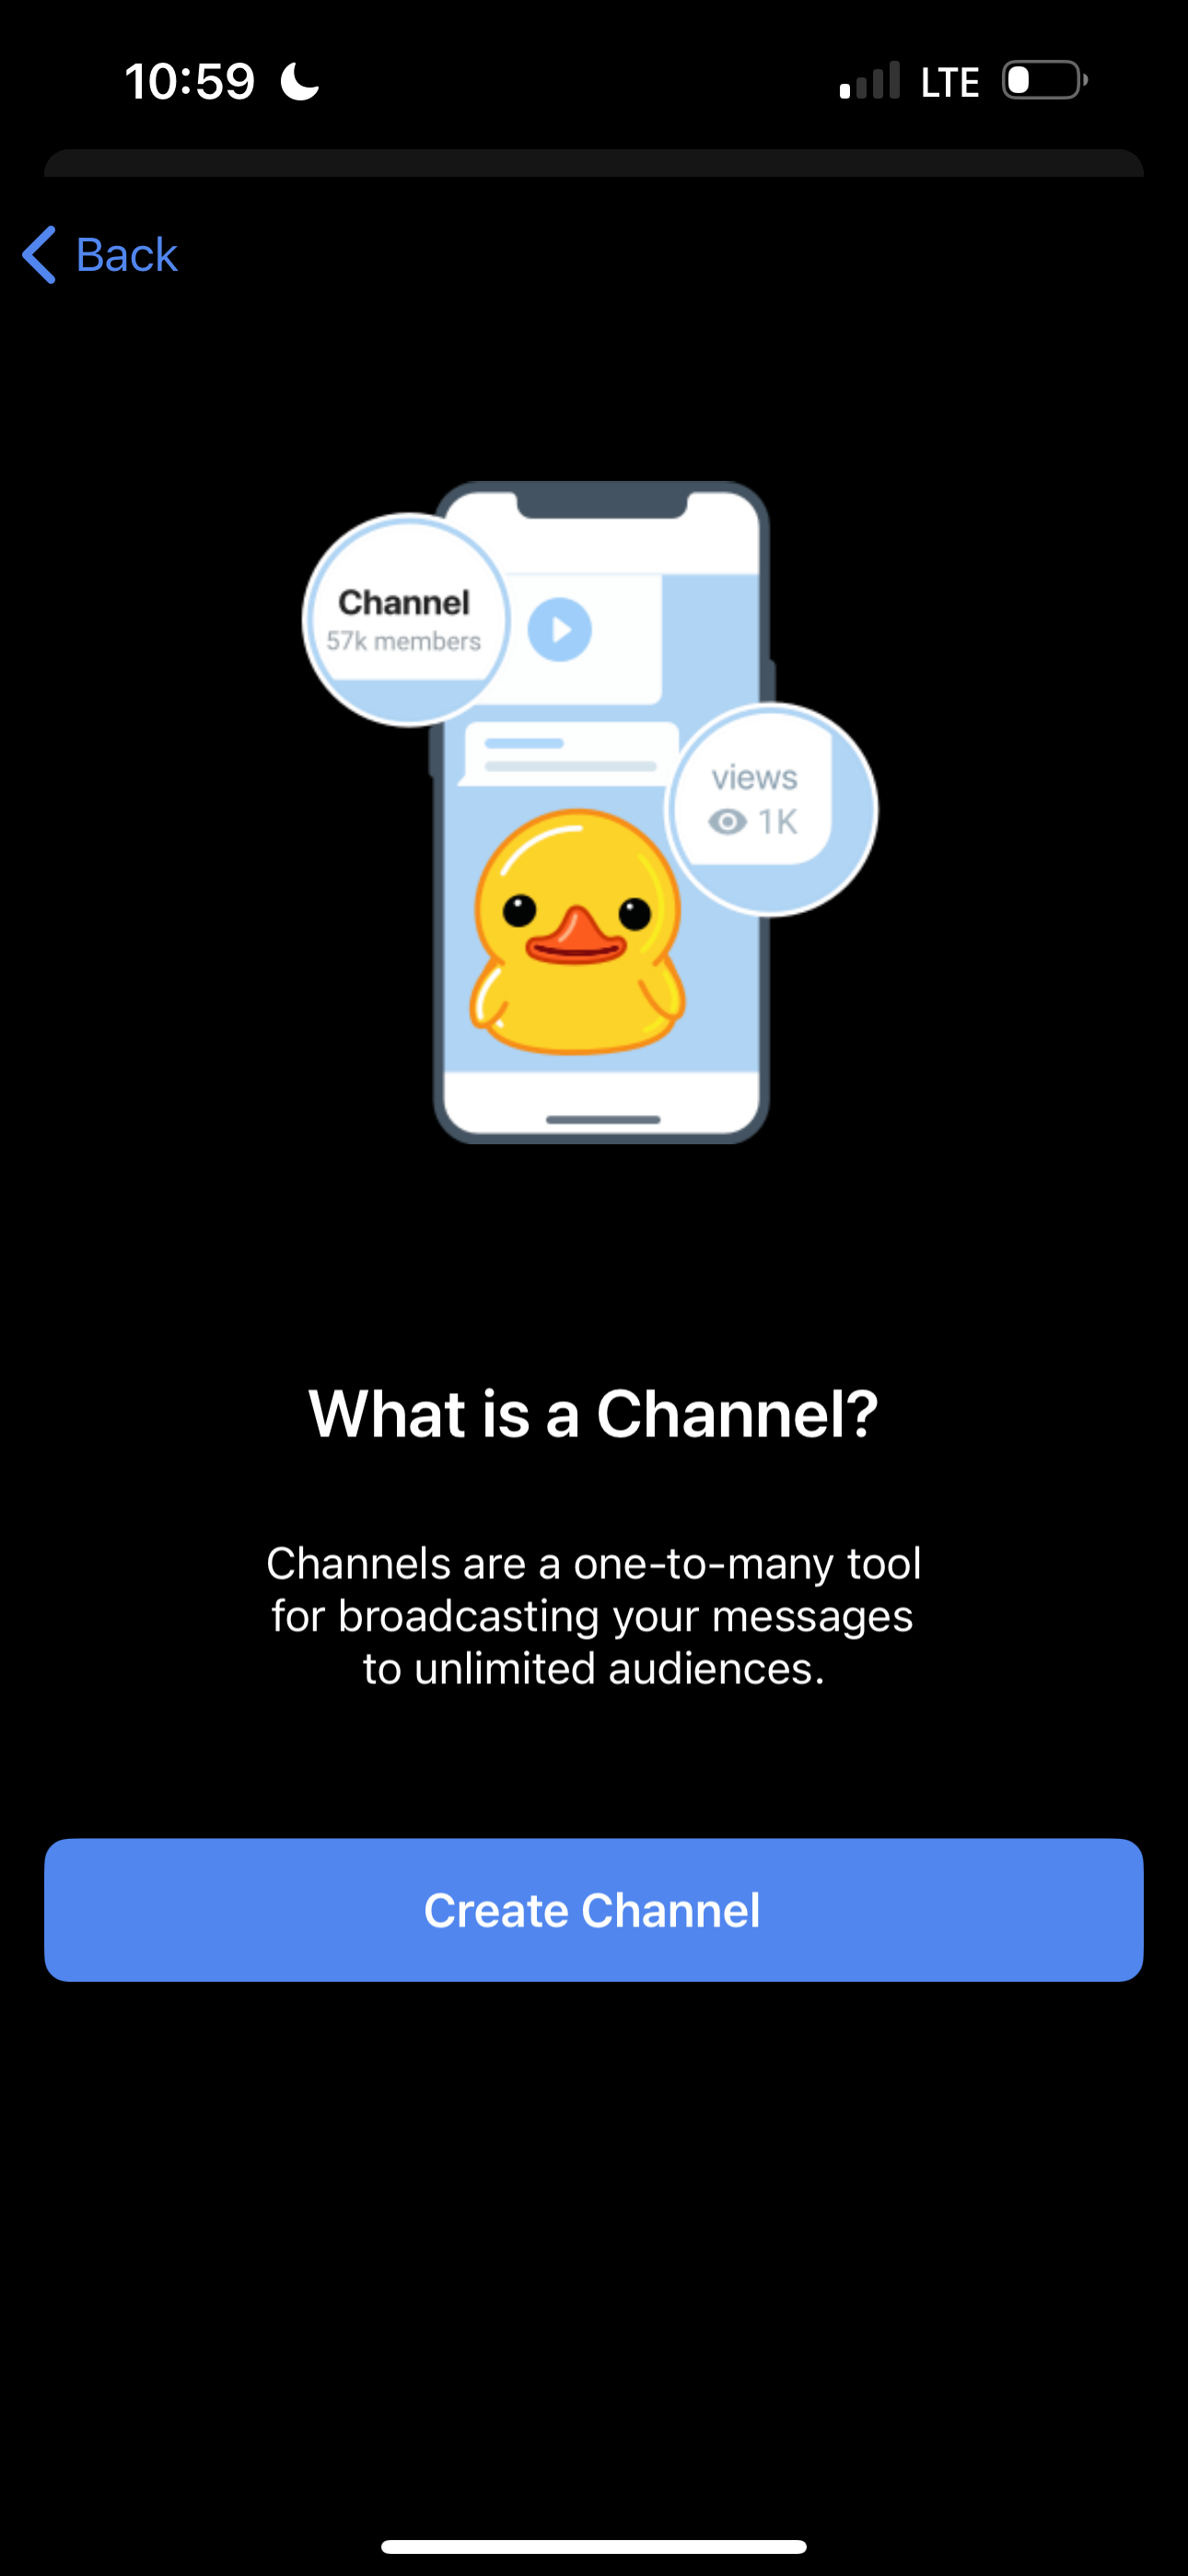 10:59
LTE
Back
Channel
57k members
views
1K
What is a Channel?
Channels are a one-to-many tool
for broadcasting your messages
to unlimited audiences.
Create Channel